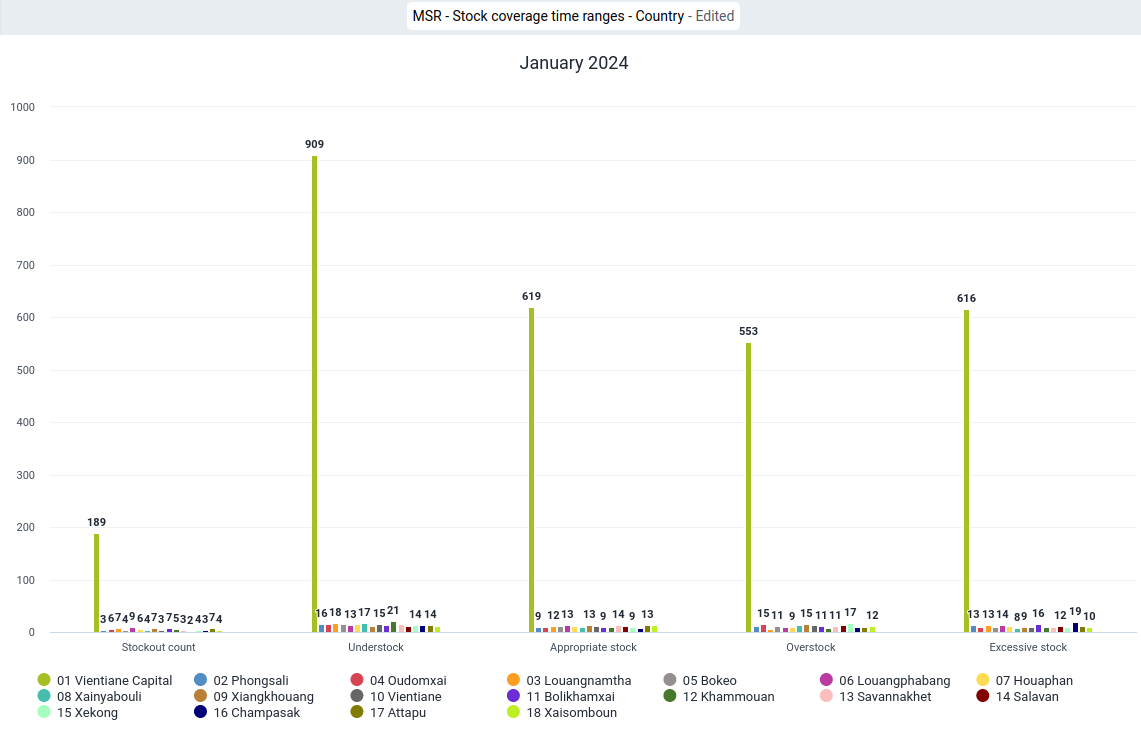 MSR - Stock coverage time ranges - Country - Edited
January 2024
1000
900
800
700
600
500
400
300
200
100
0
189
3 6 7 4 9 6 4 7 3 7 5 3 2 4 3 7 4
909
16 18 13 17 15 21 14 14
619
9 12 13 13 9 14 9 13
553
15 11 9 15 11 11 17 12
616
13 13 14 8 9 16 12 19 10
Stockout count
Understock
Appropriate stock
Overstock
Excessive stock
01 Vientiane Capital 02 Phongsali 04 Oudomxai 03 Louangnamtha 05 Bokeo 06 Louangphabang 07 Houaphan
08 Xainyabouli 09 Xiangkhouang 10 Vientiane 11 Bolikhamxai 12 Khammouan 13 Savannakhet 14 Salavan
15 Xekong 16 Champasak 17 Attapu 18 Xaisomboun